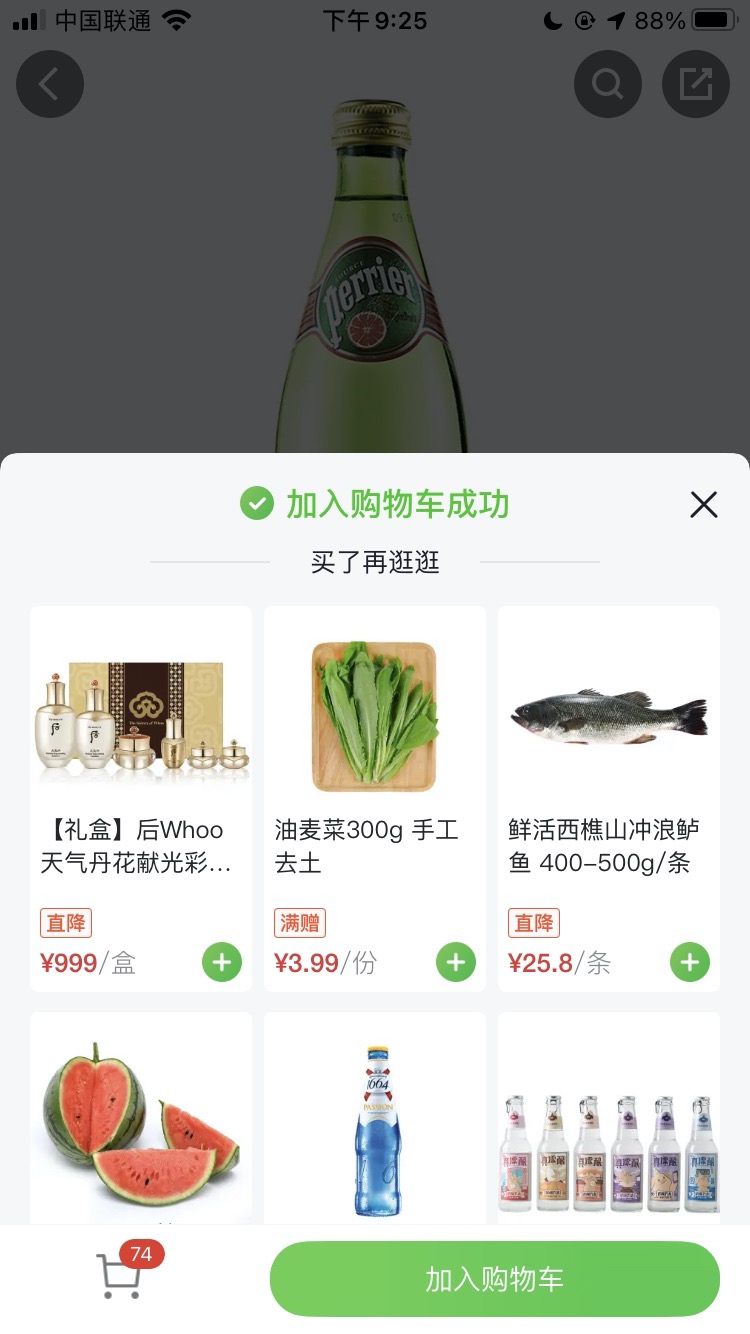 中国联通
下午9:25
88%
SOURCE
perrier
加入购物车成功
买了再逛逛
【礼盒】后Whoo
天气丹花献光彩…
直降
¥999/盒
油麦菜300g 手工
去土
满赠
¥3.99/份
鲜活西樵山冲浪鲈
鱼 400-500g/条
直降
¥25.8/条
1664
PASSION
74
加入购物车